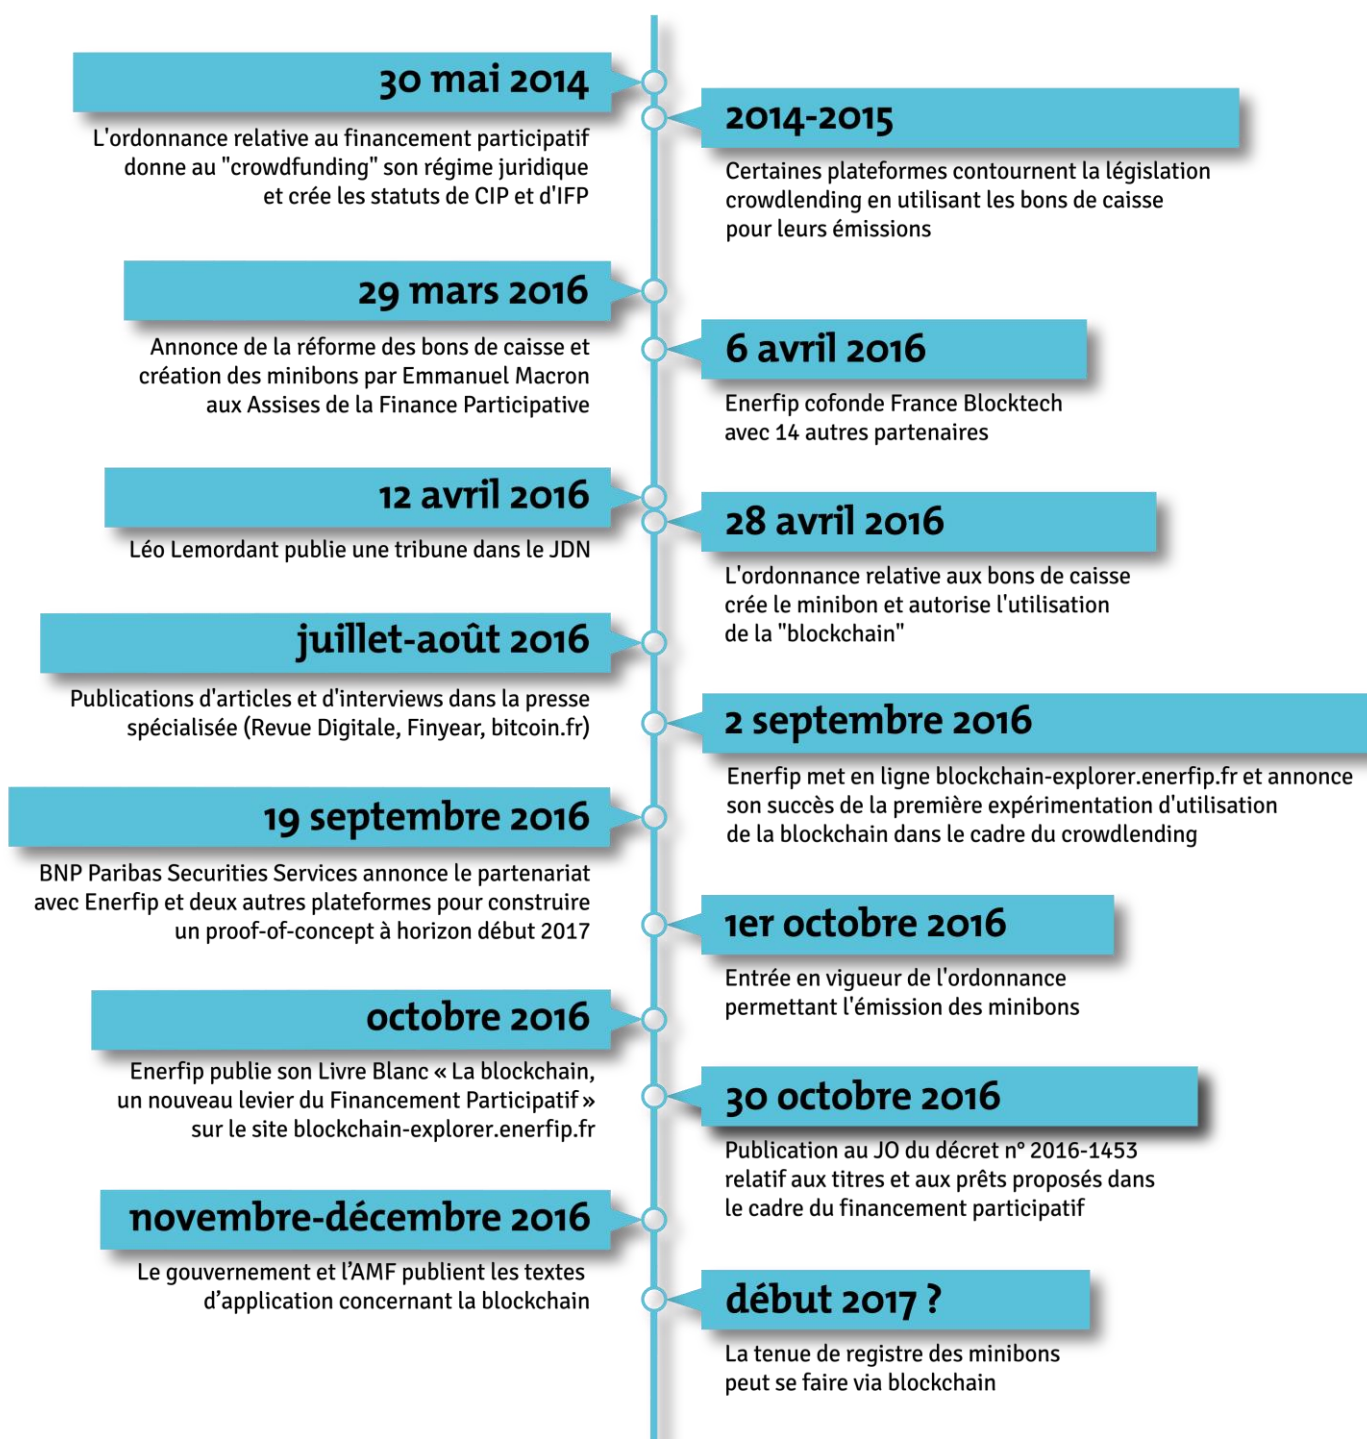 30 mai 2014
L'ordonnance relative au financement participatif
donne au "crowdfunding" son régime juridique
et crée les statuts de CIP et d'IFP
2014-2015
Certaines plateformes contournent la législation
crowdlending en utilisant les bons de caisse
pour leurs émissions
29 mars 2016
Annonce de la réforme des bons de caisse et
création des minibons par Emmanuel Macron
aux Assises de la Finance Participative
6 avril 2016
Enerfip cofonde France Blocktech
avec 14 autres partenaires
12 avril 2016
Léo Lemordant publie une tribune dans le JDN
28 avril 2016
L'ordonnance relative aux bons de caisse
crée le minibon et autorise l'utilisation
de la "blockchain"
juillet-août 2016
Publications d'articles et d'interviews dans la presse
spécialisée (Revue Digitale, Finyear, bitcoin.fr)
2 septembre 2016
Enerfip met en ligne blockchain-explorer.enerfip.fr et annonce
son succès de la première expérimentation d'utilisation
de la blockchain dans le cadre du crowdlending
19 septembre 2016
BNP Paribas Securities Services annonce le partenariat
avec Enerfip et deux autres plateformes pour construire
un proof-of-concept à horizon début 2017
1er octobre 2016
Entrée en vigueur de l'ordonnance
permettant l'émission des minibons
octobre 2016
Enerfip publie son Livre Blanc « La blockchain,
un nouveau levier du Financement Participatif »
sur le site blockchain-explorer.enerfip.fr
30 octobre 2016
Publication au JO du décret n° 2016-1453
relatif aux titres et aux prêts proposés dans
le cadre du financement participatif
novembre-décembre 2016
Le gouvernement et l’AMF publient les textes
d’application concernant la blockchain
début 2017 ?
La tenue de registre des minibons
peut se faire via blockchain